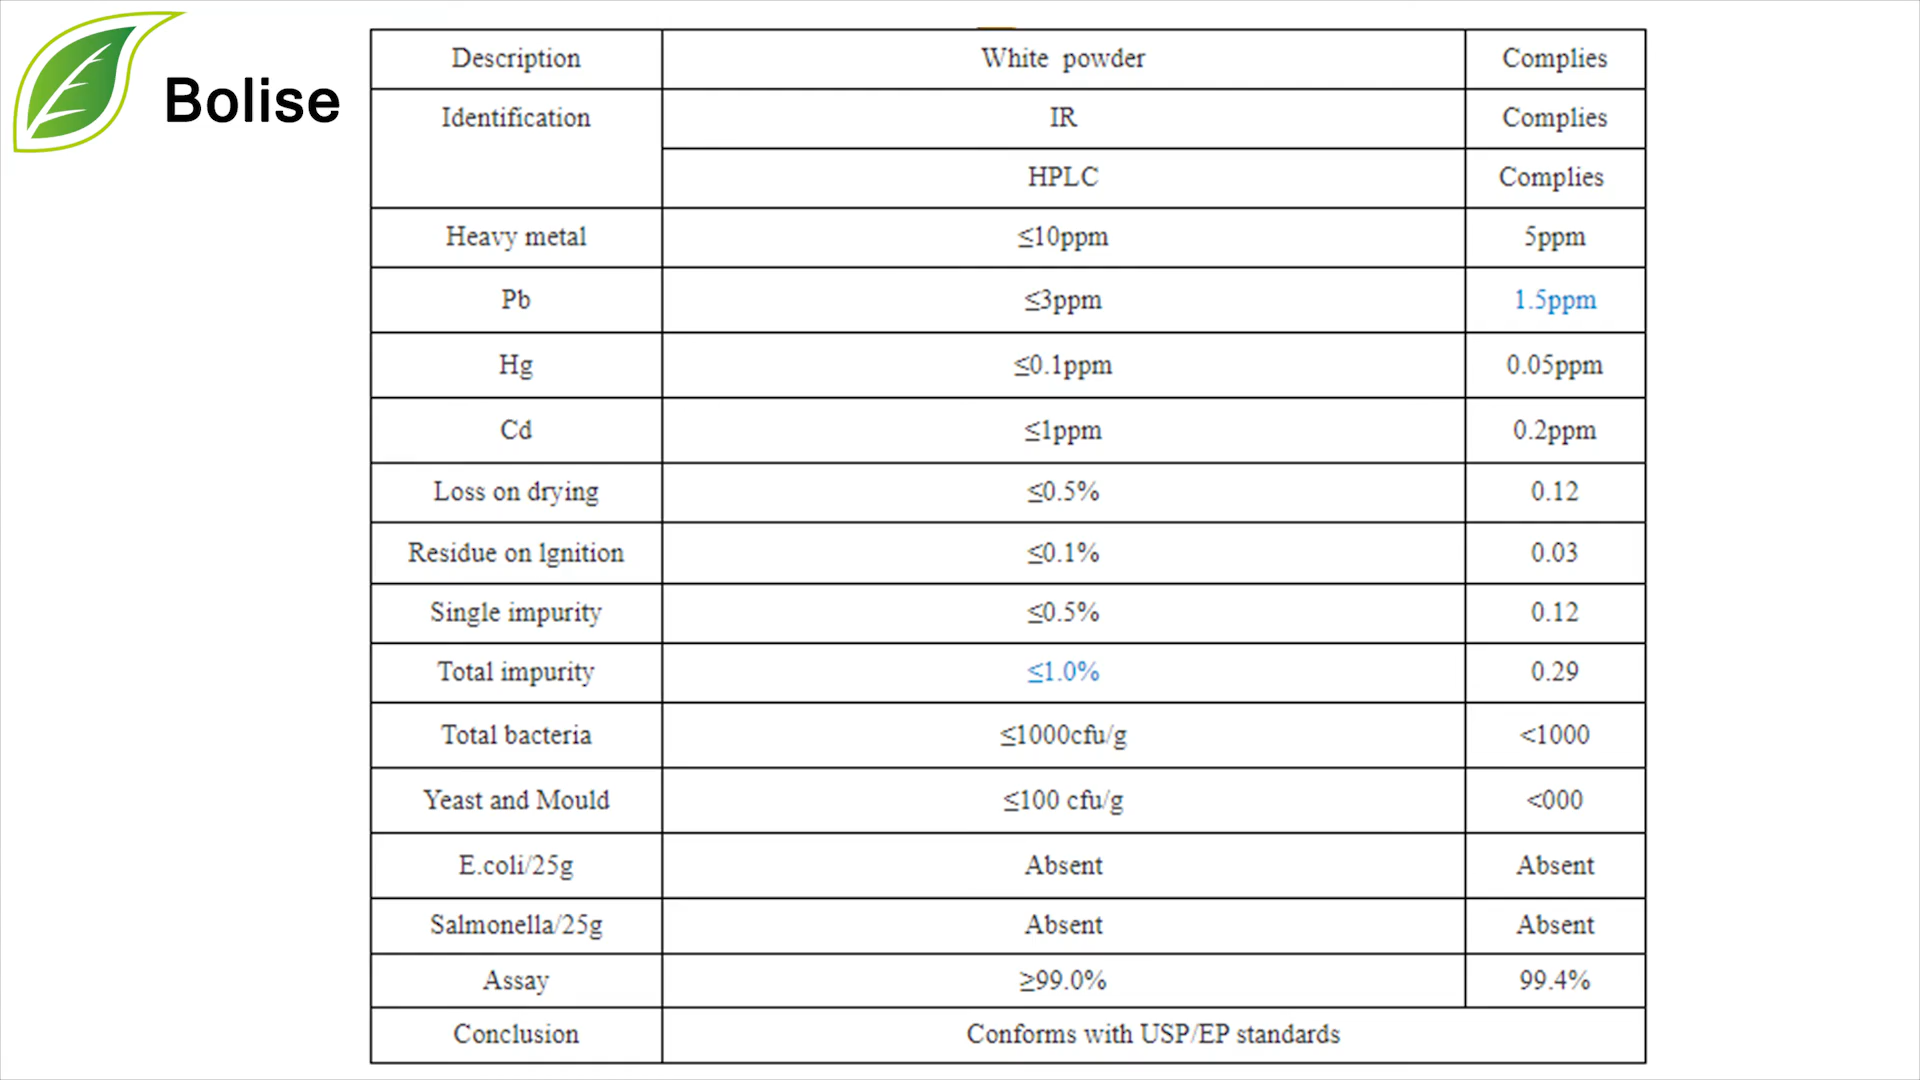 Bolise
Description White powder Complies
Identification IR Complies
HPLC Complies
Heavy metal ≤10ppm 5ppm
Pb ≤3ppm 1.5ppm
Hg ≤0.1ppm 0.05ppm
Cd ≤1ppm 0.2ppm
Loss on drying ≤0.5% 0.12
Residue on lgnition ≤0.1% 0.03
Single impurity ≤0.5% 0.12
Total impurity ≤1.0% 0.29
Total bacteria ≤1000cfu/g <1000
Yeast and Mould ≤100 cfu/g <000
E.coli/25g Absent Absent
Salmonella/25g Absent Absent
Assay ≥99.0% 99.4%
Conclusion Conforms with USP/EP standards